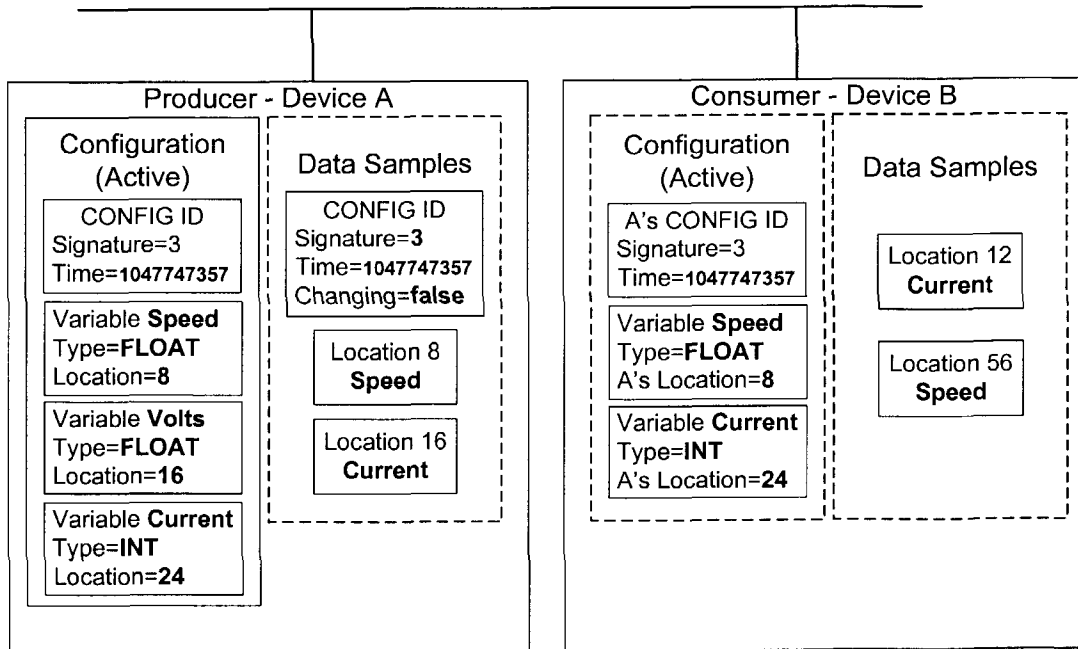 Producer - Device A
Configuration
(Active)
CONFIG ID
Signature=3
Time=1047747357
Variable Speed
Type=FLOAT
Location=8
Variable Volts
Type=FLOAT
Location=16
Variable Current
Type=INT
Location=24
Data Samples
CONFIG ID
Signature=3
Time=1047747357
Changing=false
Location 8
Speed
Location 16
Current
Consumer - Device B
Configuration
(Active)
A's CONFIG ID
Signature=3
Time=1047747357
Variable Speed
Type=FLOAT
A's Location=8
Variable Current
Type=INT
A's Location=24
Data Samples
Location 12
Current
Location 56
Speed